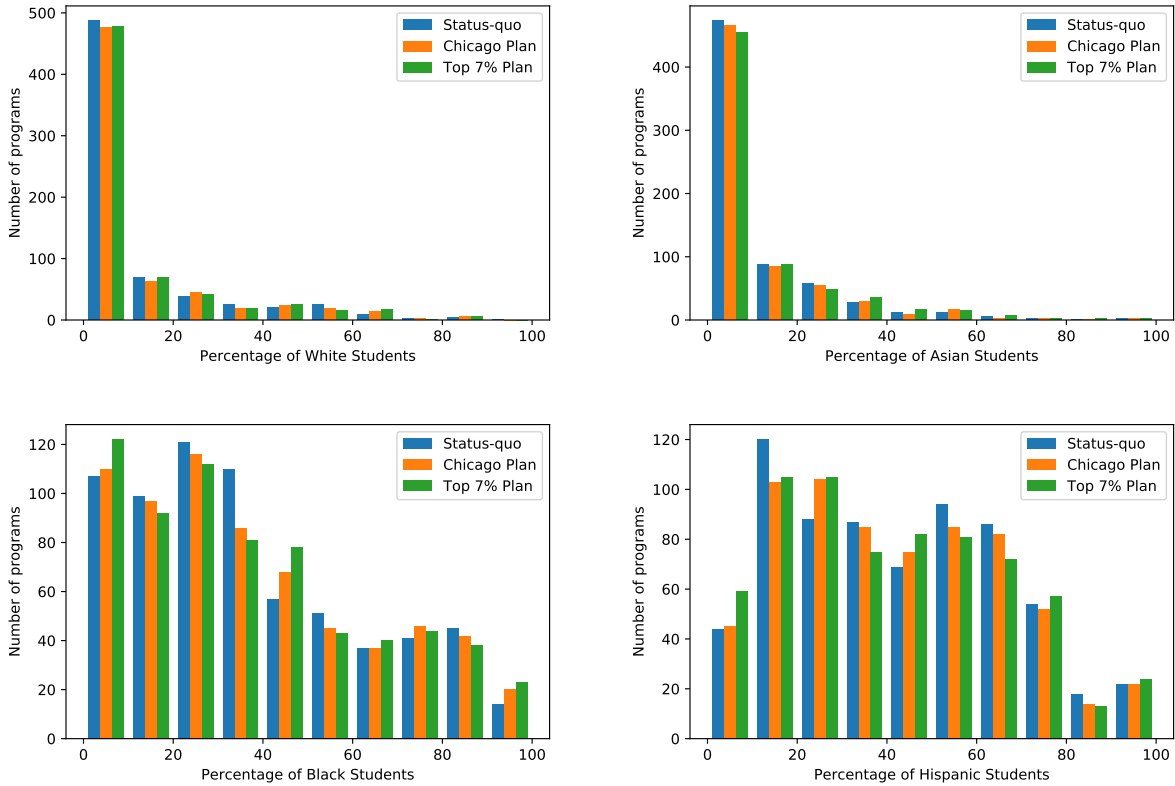 500
400
300
200
100
0
Number of programs
Status-quo
Chicago Plan
Top 7% Plan
0 20 40 60 80 100
Percentage of White Students
400
300
200
100
0
Number of programs
Status-quo
Chicago Plan
Top 7% Plan
0 20 40 60 80 100
Percentage of Asian Students
120
100
80
60
40
20
0
Number of programs
Status-quo
Chicago Plan
Top 7% Plan
0 20 40 60 80 100
Percentage of Black Students
120
100
80
60
40
20
0
Number of programs
Status-quo
Chicago Plan
Top 7% Plan
0 20 40 60 80 100
Percentage of Hispanic Students